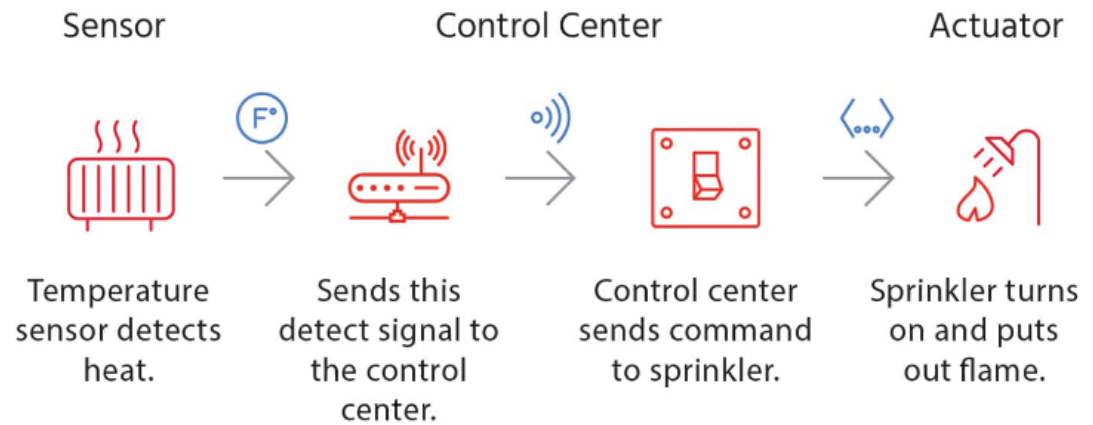 Sensor
Control Center
Actuator
F°
Temperature
sensor detects
heat.
Sends this
detect signal to
the control
center.
Control center
sends command
to sprinkler.
Sprinkler turns
on and puts
out flame.